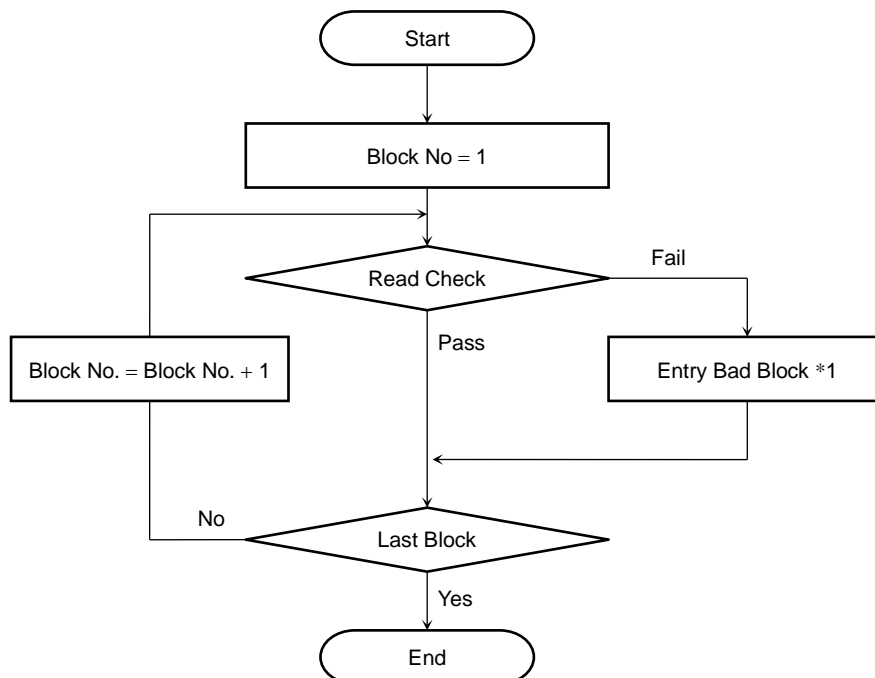 Start
Block No = 1
Read Check
Fail
Pass
Block No. = Block No. + 1
Entry Bad Block *1
No
Last Block
Yes
End